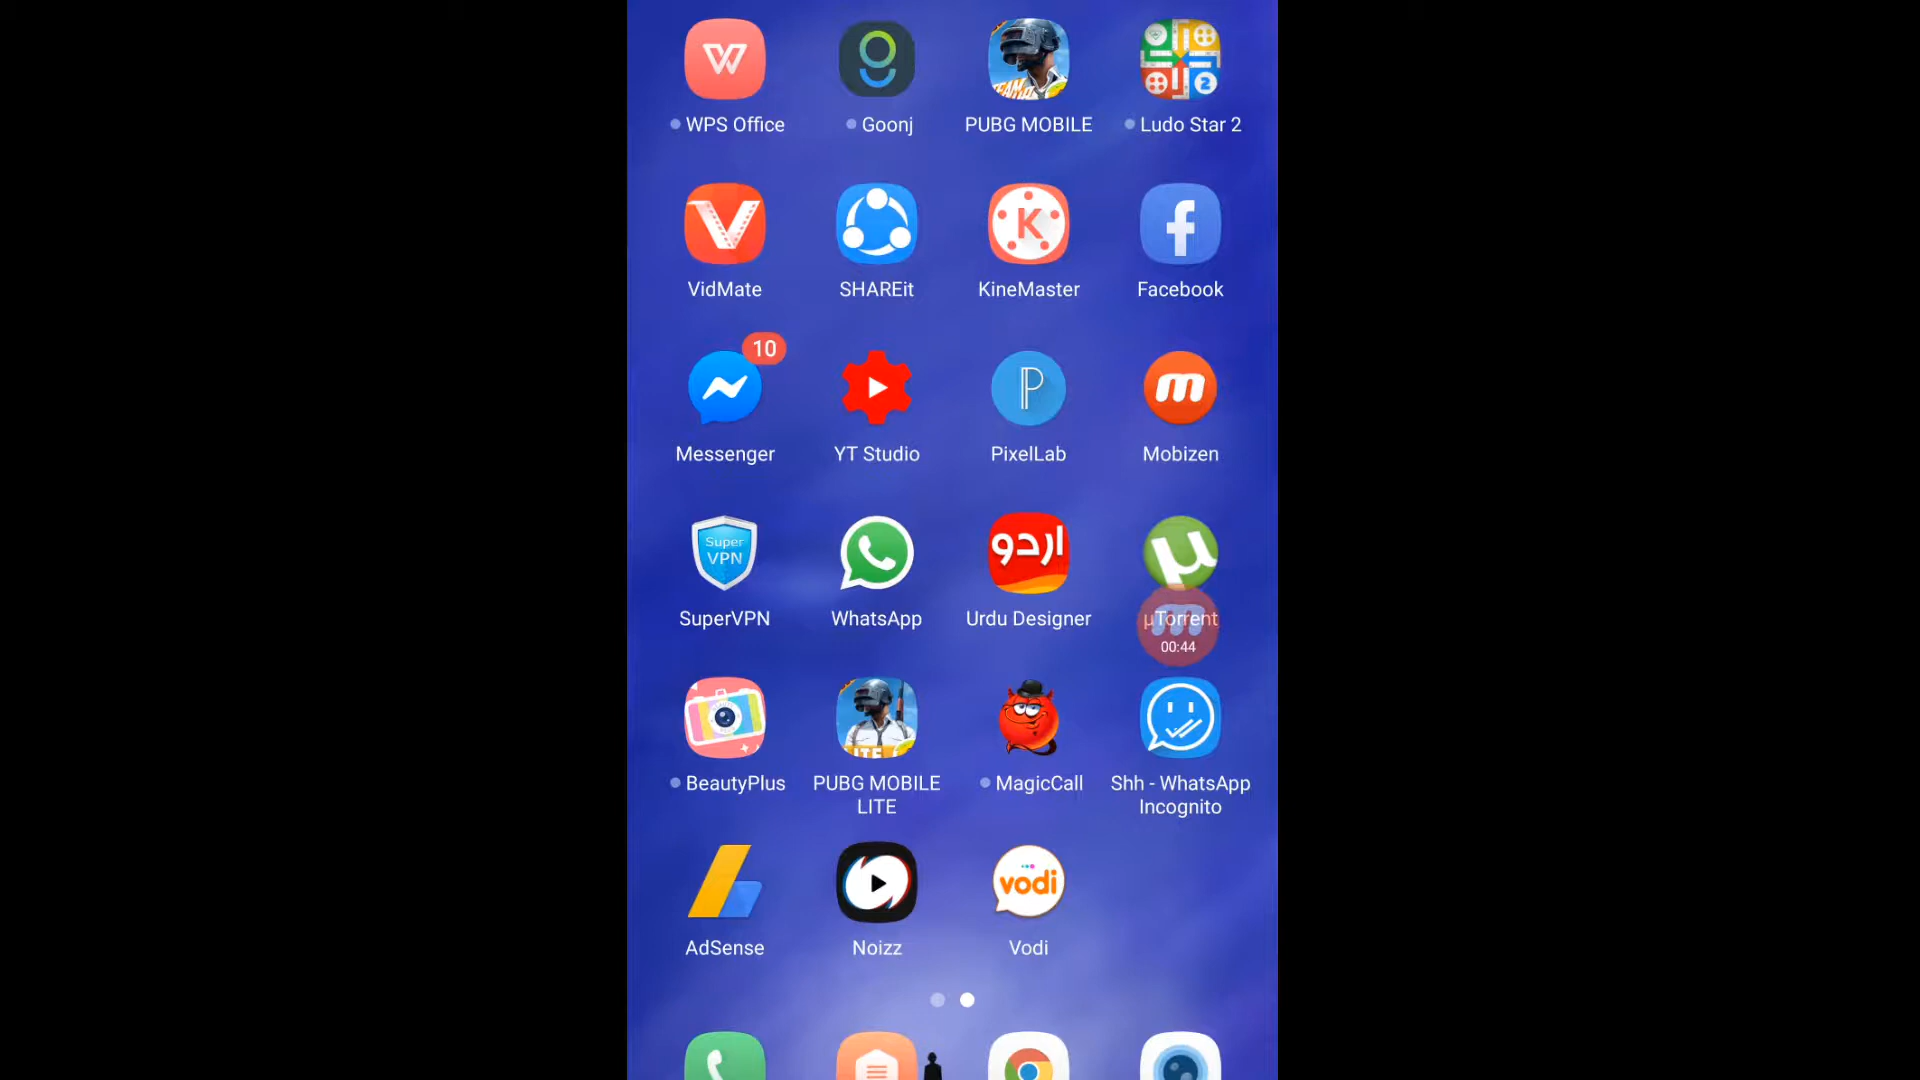 WPS Office
Goonj
PUBG MOBILE
Ludo Star 2
VidMate
SHAREit
KineMaster
Facebook
10
Messenger
YT Studio
PixelLab
Mobizen
Super
VPN
اردو
SuperVPN
WhatsApp
Urdu Designer
µTorrent
00:44
BeautyPlus
PUBG MOBILE
LITE
MagicCall
Shh - WhatsApp
Incognito
vodi
AdSense
Noizz
Vodi